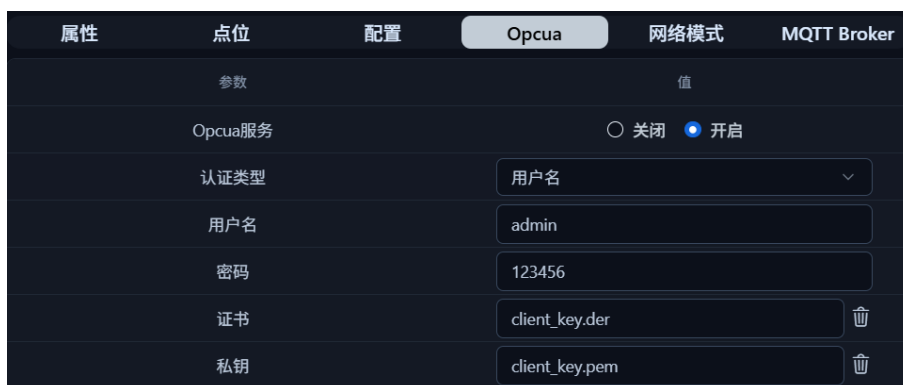 属性 点位 配置 Opcua 网络模式 MQTT Broker
参数 值
Opcua服务 关闭 开启
认证类型 用户名
用户名 admin
密码 123456
证书 client_key.der
私钥 client_key.pem